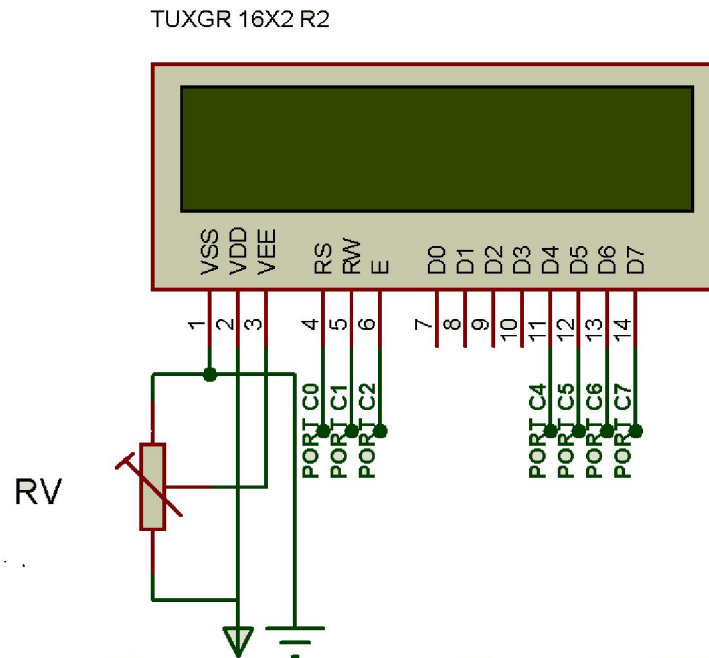 TUXGR 16X2 R2
VSS VDD VEE RS RW E D0 D1 D2 D3 D4 D5 D6 D7
1 2 3 4 5 6 7 8 9 10 11 12 13 14
PORT C0 PORT C1 PORT C2 PORT C4 PORT C5 PORT C6 PORT C7
RV